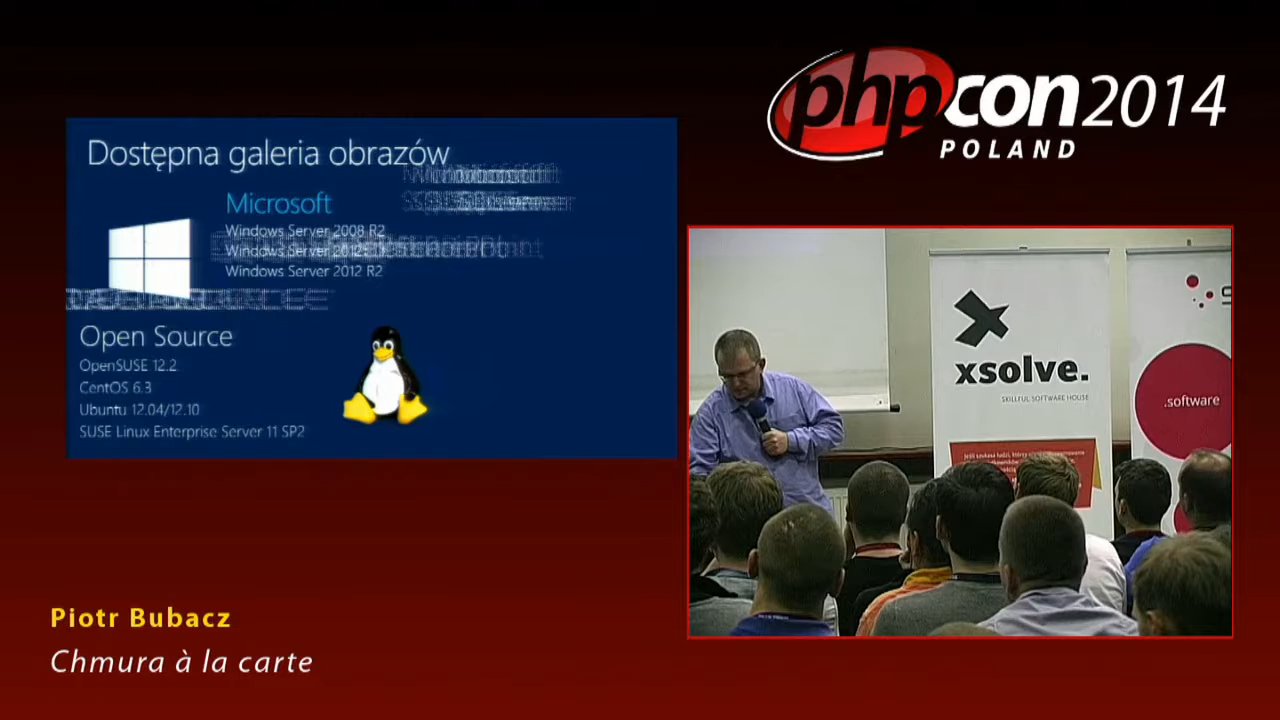 phpcon 2014
POLAND
Dostępna galeria obrazów
Microsoft
Windows Server 2008 R2
Windows Server 2012
Windows Server 2012 R2
Open Source
OpenSUSE 12.2
CentOS 6.3
Ubuntu 12.04/12.10
SUSE Linux Enterprise Server 11 SP2
xsolve.
SKILLFUL SOFTWARE HOUSE
.software
Piotr Bubacz
Chmura à la carte